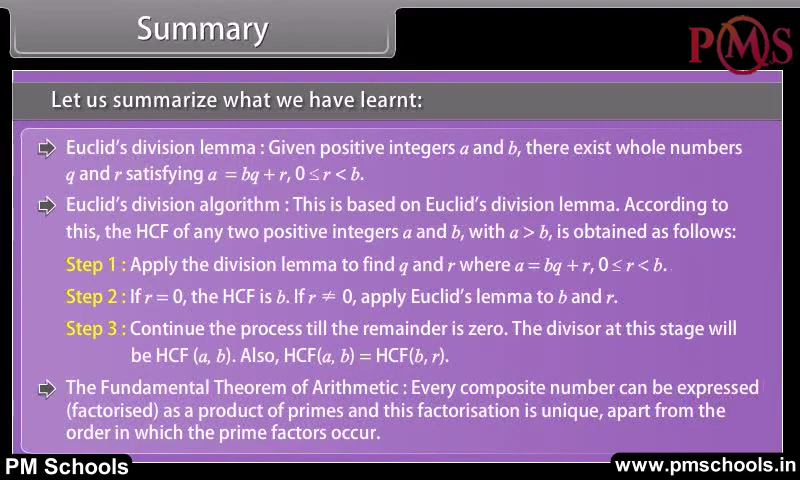 Summary
PMS
Let us summarize what we have learnt:
Euclid's division lemma : Given positive integers a and b, there exist whole numbers
q and r satisfying a = bq + r, 0 ≤ r < b.
Euclid's division algorithm : This is based on Euclid's division lemma. According to
this, the HCF of any two positive integers a and b, with a > b, is obtained as follows:
Step 1 : Apply the division lemma to find q and r where a = bq + r, 0 ≤ r < b.
Step 2 : If r = 0, the HCF is b. If r ≠ 0, apply Euclid's lemma to b and r.
Step 3 : Continue the process till the remainder is zero. The divisor at this stage will
be HCF (a, b). Also, HCF(a, b) = HCF(b, r).
The Fundamental Theorem of Arithmetic : Every composite number can be expressed
(factorised) as a product of primes and this factorisation is unique, apart from the
order in which the prime factors occur.
PM Schools
www.pmschools.in